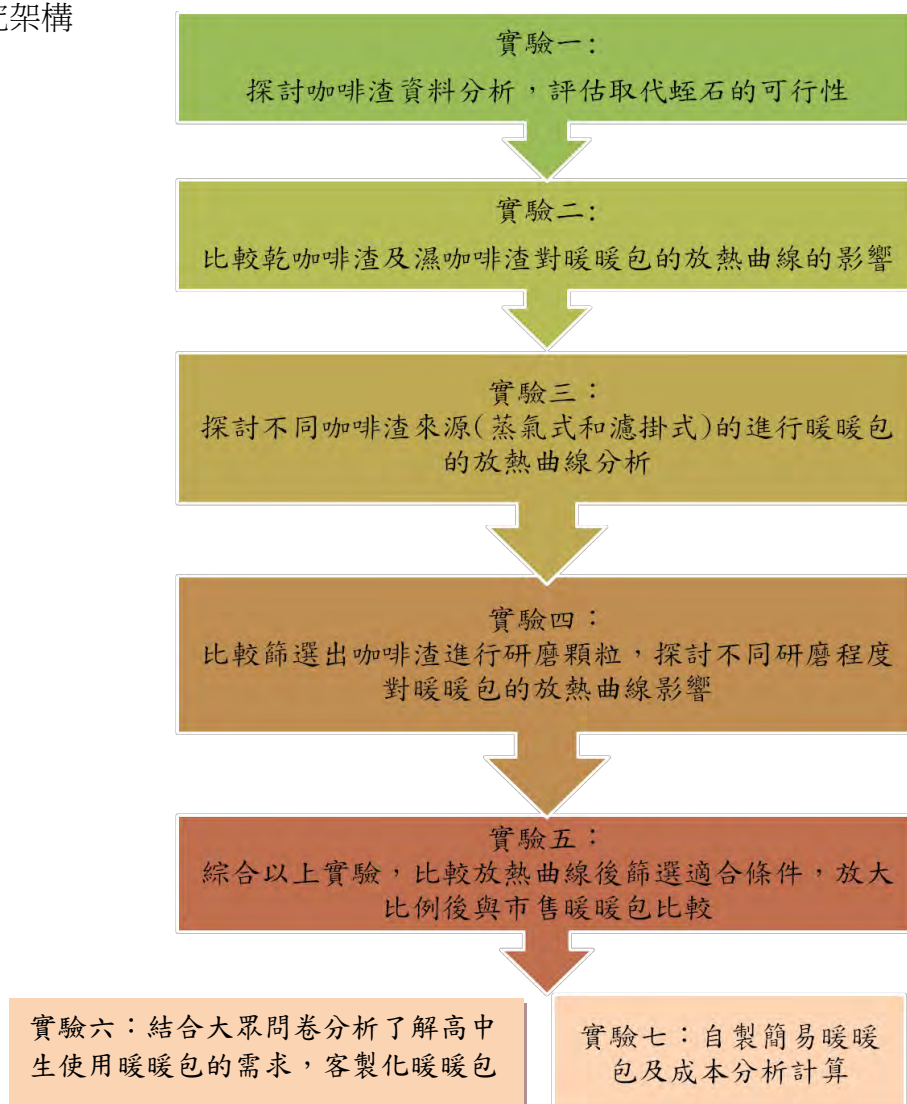 架構
實驗一:
探討咖啡渣資料分析，評估取代蛭石的可行性
實驗二:
比較乾咖啡渣及濕咖啡渣對暖暖包的放熱曲線的影響
實驗三：
探討不同咖啡渣來源(蒸氣式和濾掛式)的進行暖暖包
的放熱曲線分析
實驗四：
比較篩選出咖啡渣進行研磨顆粒，探討不同研磨程度
對暖暖包的放熱曲線影響
實驗五：
綜合以上實驗，比較放熱曲線後篩選適合條件，放大
比例後與市售暖暖包比較
實驗六：結合大眾問卷分析了解高中
生使用暖暖包的需求，客製化暖暖包
實驗七：自製簡易暖暖
包及成本分析計算